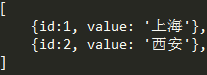 [
    {id:1, value: '上海'},
    {id:2, value: '西安'},
]